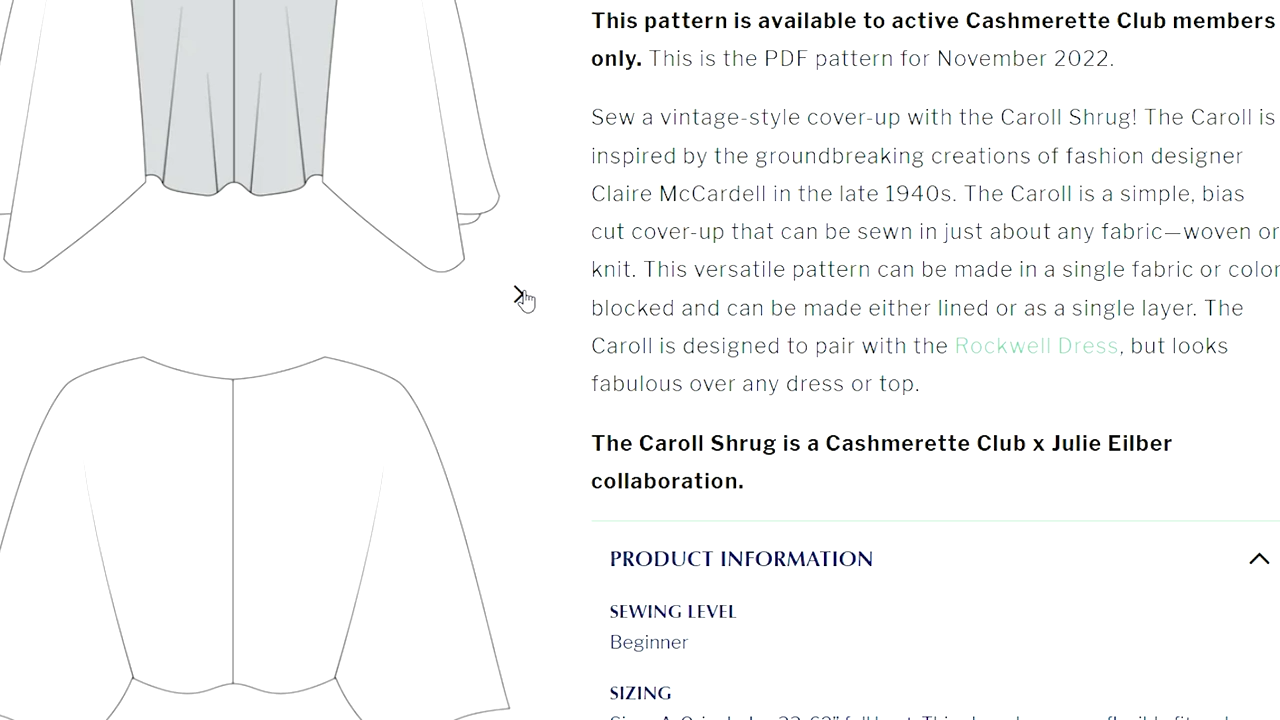 This pattern is available to active Cashmerette Club members
only. This is the PDF pattern for November 2022.
Sew a vintage-style cover-up with the Caroll Shrug! The Caroll is
inspired by the groundbreaking creations of fashion designer
Claire McCardell in the late 1940s. The Caroll is a simple, bias
cut cover-up that can be sewn in just about any fabric—woven or
knit. This versatile pattern can be made in a single fabric or color
blocked and can be made either lined or as a single layer. The
Caroll is designed to pair with the Rockwell Dress, but looks
fabulous over any dress or top.
The Caroll Shrug is a Cashmerette Club x Julie Eilber
collaboration.
PRODUCT INFORMATION
SEWING LEVEL
Beginner
SIZING